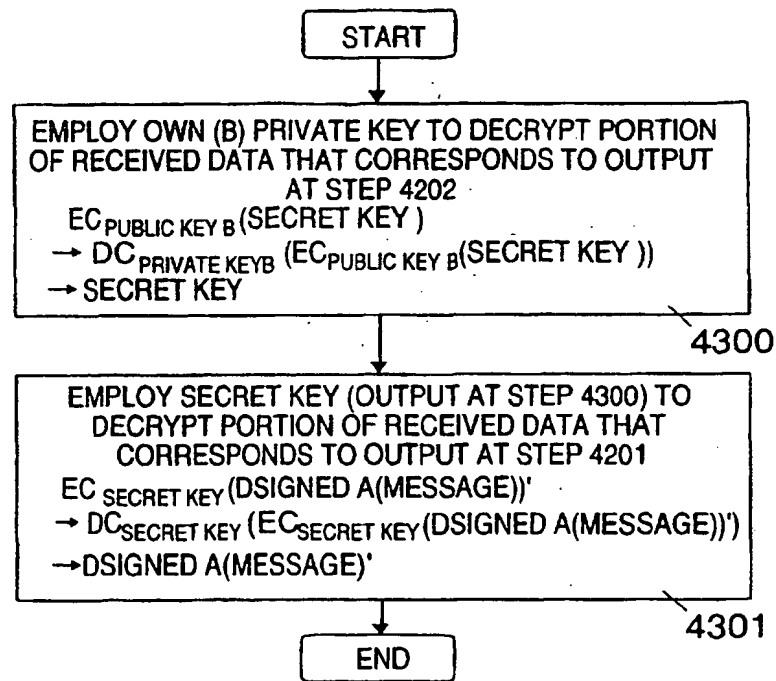 START
EMPLOY OWN (B) PRIVATE KEY TO DECRYPT PORTION
OF RECEIVED DATA THAT CORRESPONDS TO OUTPUT
AT STEP 4202
EC PUBLIC KEY B (SECRET KEY )
→ DC PRIVATE KEYB (EC PUBLIC KEY B(SECRET KEY ))
→ SECRET KEY
4300
EMPLOY SECRET KEY (OUTPUT AT STEP 4300) TO
DECRYPT PORTION OF RECEIVED DATA THAT
CORRESPONDS TO OUTPUT AT STEP 4201
EC SECRET KEY (DSIGNED A(MESSAGE))'
→ DC SECRET KEY (EC SECRET KEY (DSIGNED A(MESSAGE))')
→DSIGNED A(MESSAGE)'
4301
END